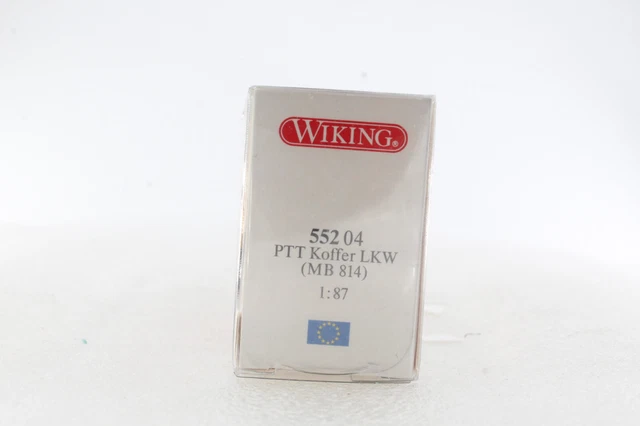 WIKING®
552 04
PTT Koffer LKW
(MB 814)
1:87